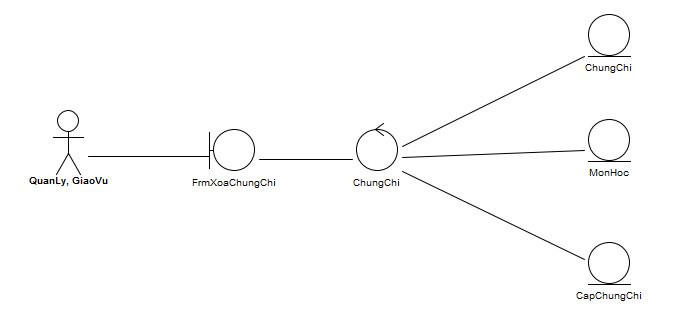 ChungChi
QuanLy, GiaoVu
FrmXoaChungChi
ChungChi
MonHoc
CapChungChi